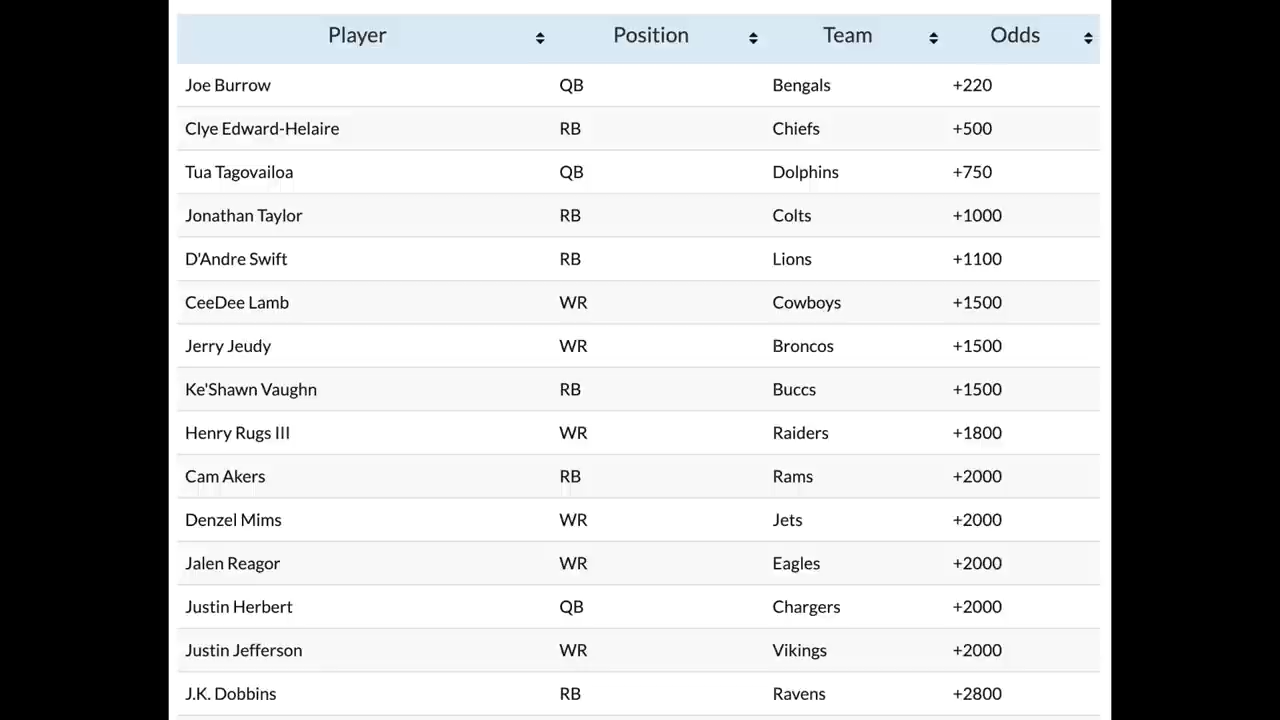 Player Position Team Odds
Joe Burrow QB Bengals +220
Clye Edward-Helaire RB Chiefs +500
Tua Tagovailoa QB Dolphins +750
Jonathan Taylor RB Colts +1000
D'Andre Swift RB Lions +1100
CeeDee Lamb WR Cowboys +1500
Jerry Jeudy WR Broncos +1500
Ke'Shawn Vaughn RB Buccs +1500
Henry Rugs III WR Raiders +1800
Cam Akers RB Rams +2000
Denzel Mims WR Jets +2000
Jalen Reagor WR Eagles +2000
Justin Herbert QB Chargers +2000
Justin Jefferson WR Vikings +2000
J.K. Dobbins RB Ravens +2800